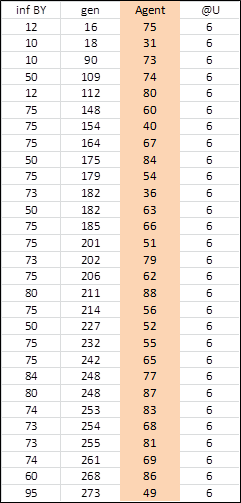 inf BY gen Agent @U
12 16 75 6
10 18 31 6
10 90 73 6
50 109 74 6
12 112 80 6
75 148 60 6
75 154 40 6
75 164 67 6
50 175 84 6
75 179 54 6
73 182 36 6
50 182 63 6
75 185 66 6
75 201 51 6
73 202 79 6
75 206 62 6
80 211 88 6
75 214 56 6
50 227 52 6
75 232 55 6
75 242 65 6
84 248 77 6
80 248 87 6
74 253 83 6
73 254 68 6
73 255 81 6
74 261 69 6
60 268 86 6
95 273 49 6